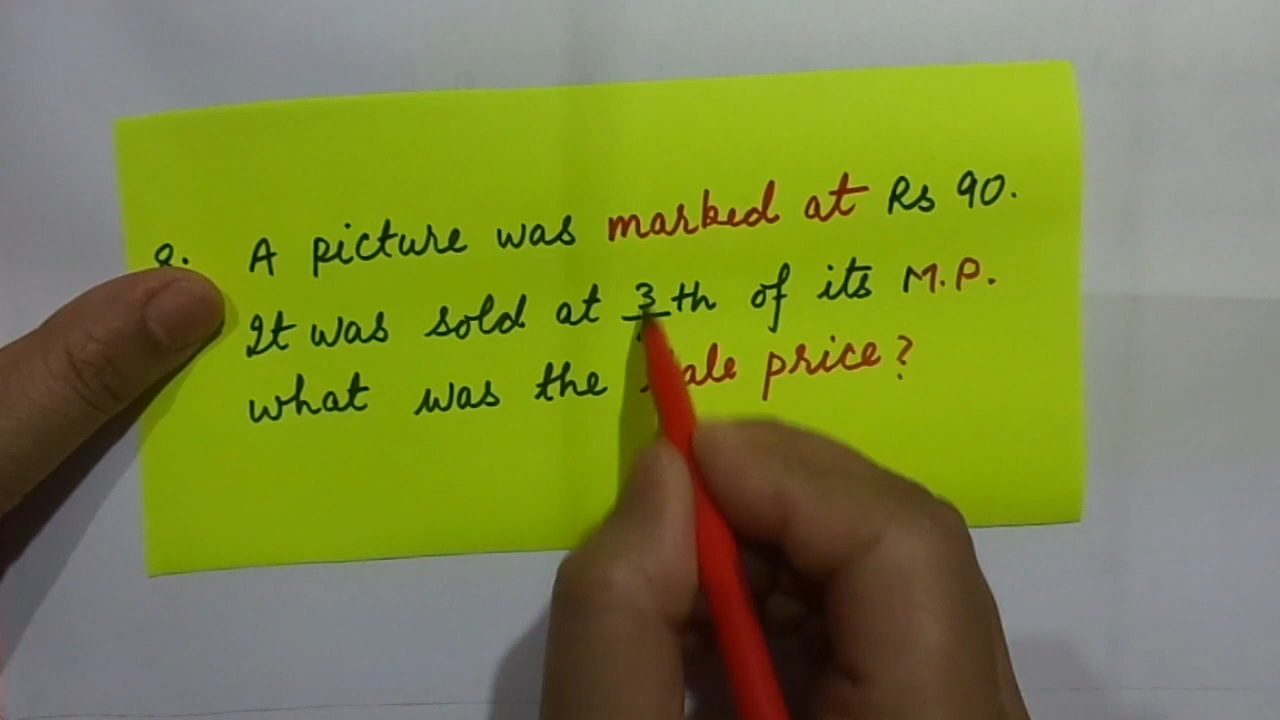 A picture was marked at Rs 90.
It was sold at 3 th of its M.P.
what was the price?